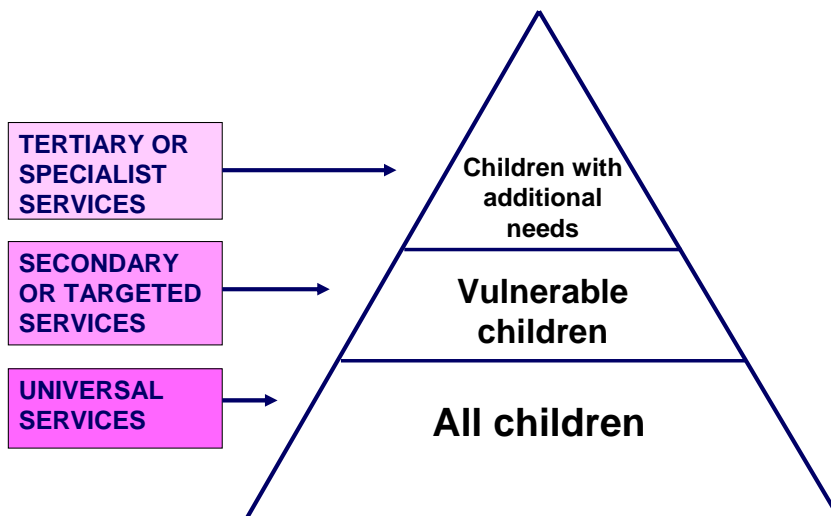 TERTIARY OR
SPECIALIST
SERVICES
Children with
additional
needs
SECONDARY
OR TARGETED
SERVICES
Vulnerable
children
UNIVERSAL
SERVICES
All children